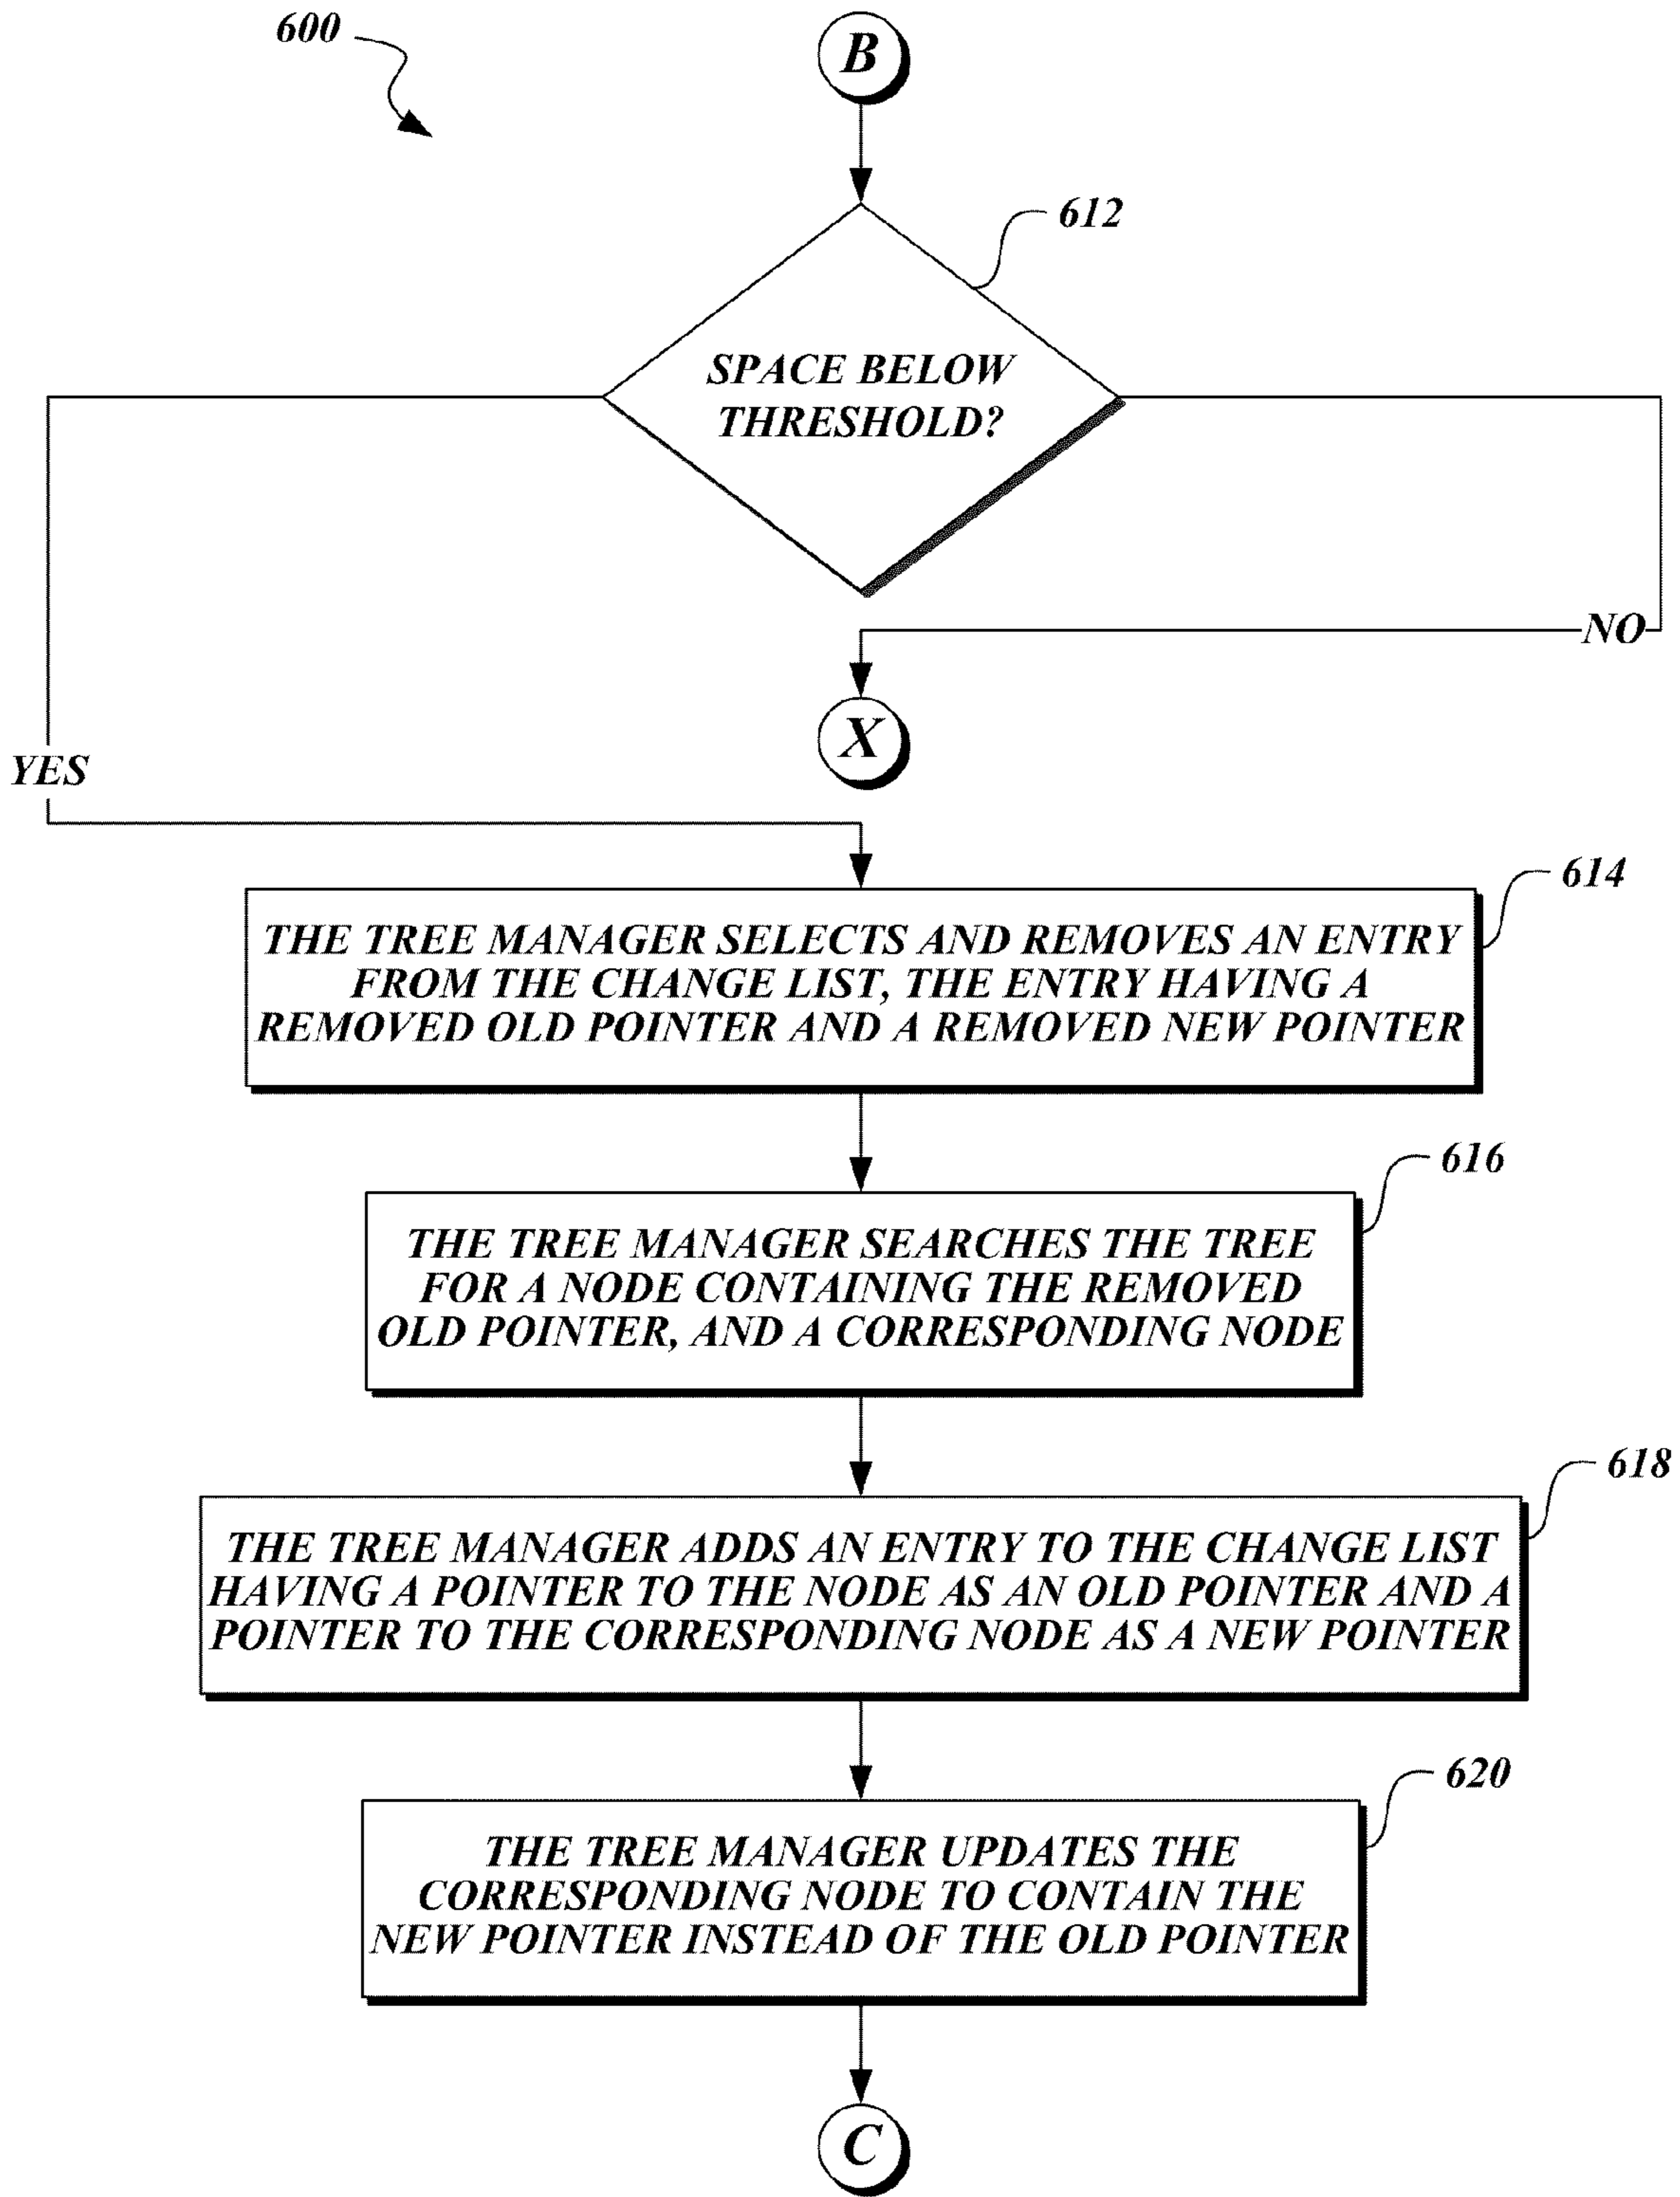 600
B
612
SPACE BELOW
THRESHOLD?
NO
X
YES
614
THE TREE MANAGER SELECTS AND REMOVES AN ENTRY
FROM THE CHANGE LIST, THE ENTRY HAVING A
REMOVED OLD POINTER AND A REMOVED NEW POINTER
616
THE TREE MANAGER SEARCHES THE TREE
FOR A NODE CONTAINING THE REMOVED
OLD POINTER, AND A CORRESPONDING NODE
618
THE TREE MANAGER ADDS AN ENTRY TO THE CHANGE LIST
HAVING A POINTER TO THE NODE AS AN OLD POINTER AND A
POINTER TO THE CORRESPONDING NODE AS A NEW POINTER
620
THE TREE MANAGER UPDATES THE
CORRESPONDING NODE TO CONTAIN THE
NEW POINTER INSTEAD OF THE OLD POINTER
C